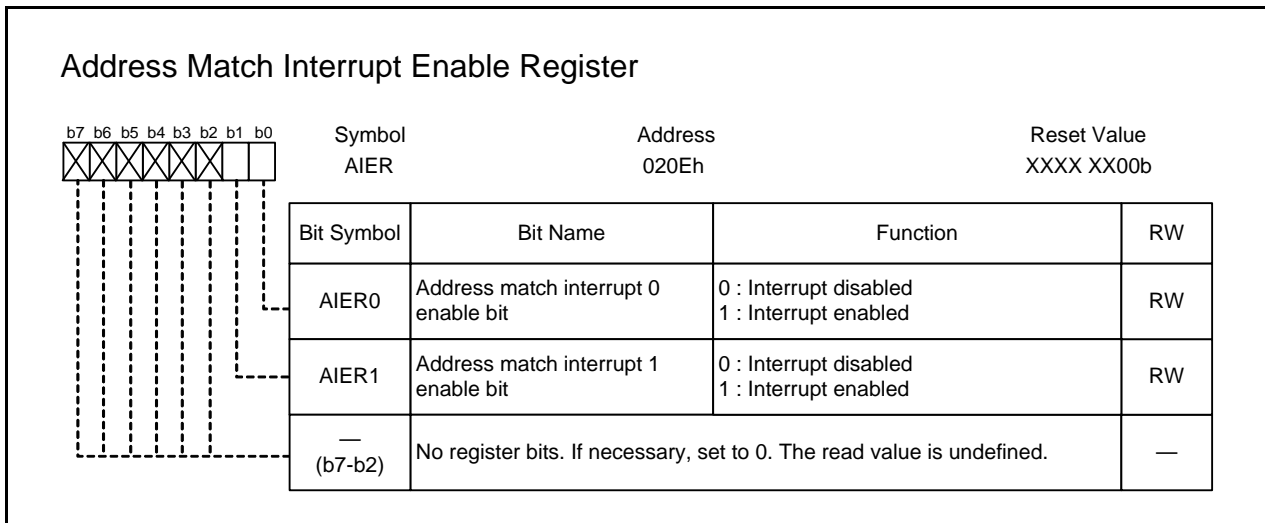 Address Match Interrupt Enable Register
b7 b6 b5 b4 b3 b2 b1 b0
Symbol Address Reset Value
AIER 020Eh XXXX XX00b
Bit Symbol Bit Name Function RW
AIER0 Address match interrupt 0 enable bit 0 : Interrupt disabled RW
1 : Interrupt enabled
AIER1 Address match interrupt 1 enable bit 0 : Interrupt disabled RW
1 : Interrupt enabled
—
(b7-b2) No register bits. If necessary, set to 0. The read value is undefined. —